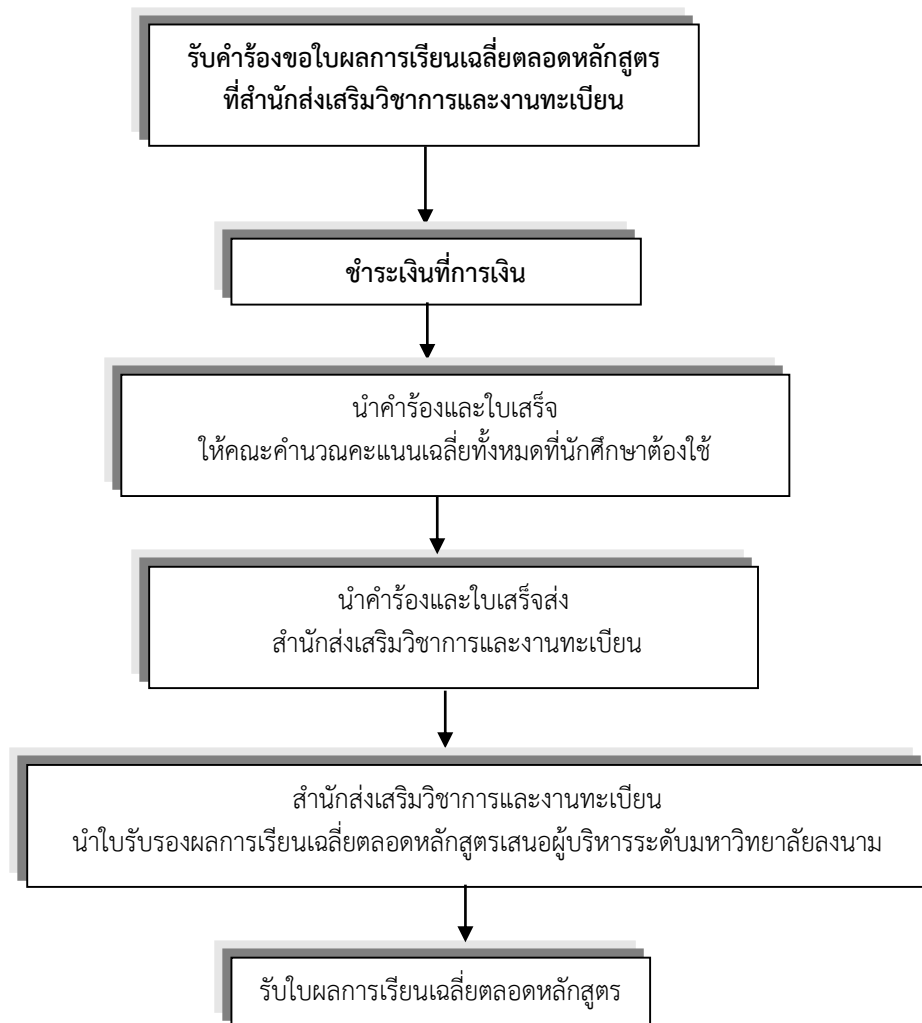 รับคำร้องขอใบผลการเรียนเฉลี่ยตลอดหลักสูตร
ที่สำนักส่งเสริมวิชาการและงานทะเบียน
ชำระเงินที่การเงิน
นำคำร้องและใบเสร็จ
ให้คณะคำนวณคะแนนเฉลี่ยทั้งหมดที่นักศึกษาต้องใช้
นำคำร้องและใบเสร็จส่ง
สำนักส่งเสริมวิชาการและงานทะเบียน
สำนักส่งเสริมวิชาการและงานทะเบียน
นำใบรับรองผลการเรียนเฉลี่ยตลอดหลักสูตรเสนอผู้บริหารระดับมหาวิทยาลัยลงนาม
รับใบผลการเรียนเฉลี่ยตลอดหลักสูตร